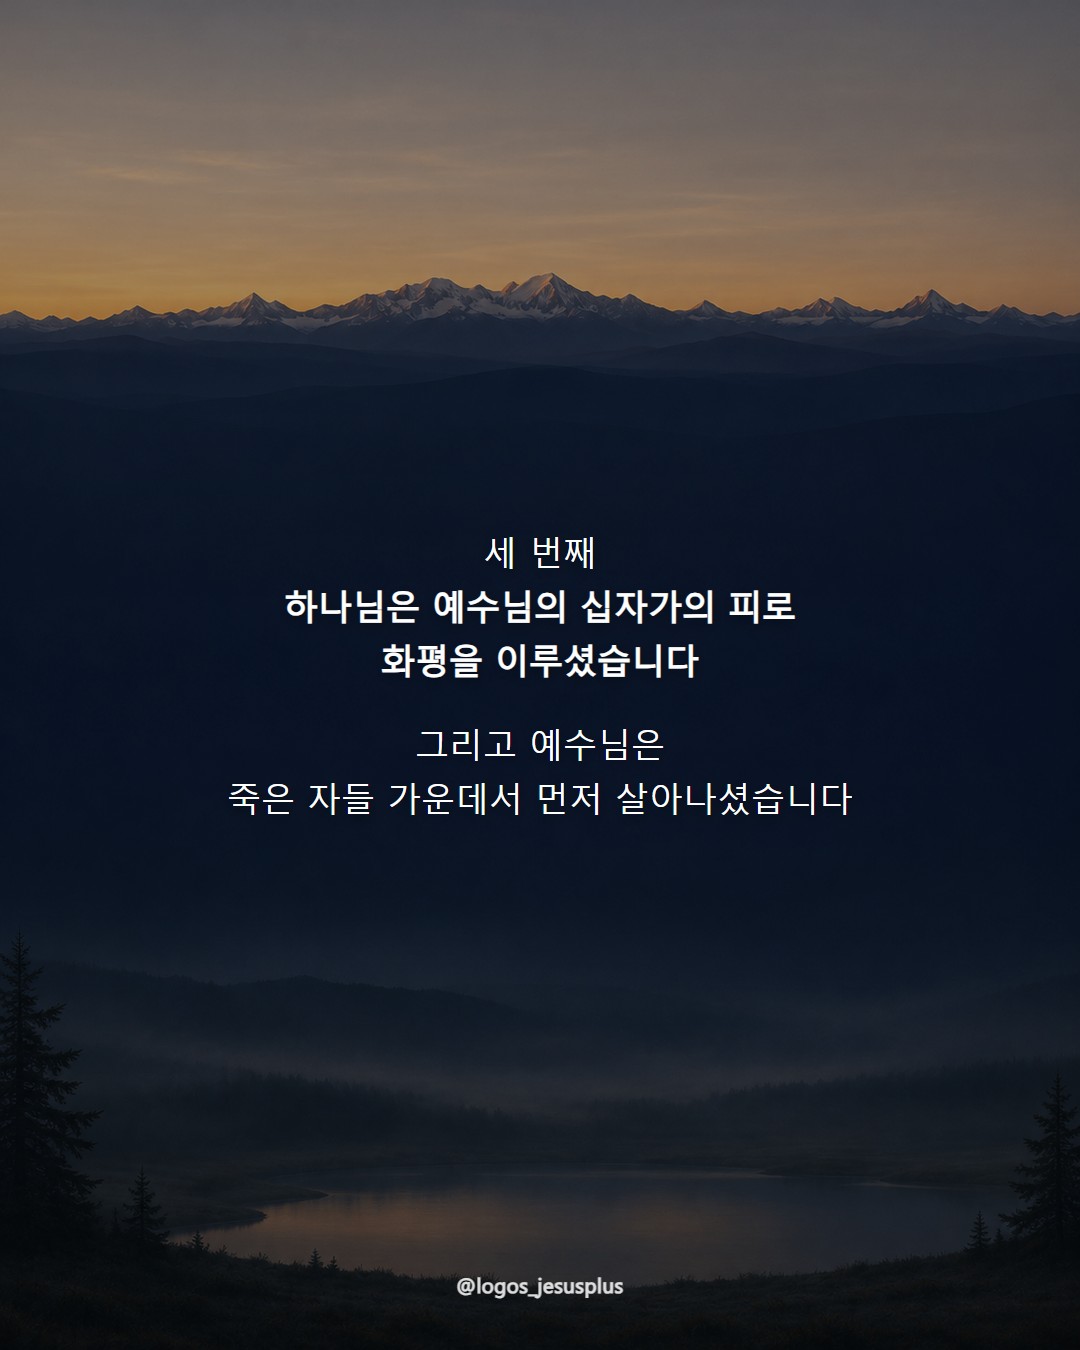 세 번째
하나님은 예수님의 십자가의 피로
화평을 이루셨습니다
그리고 예수님은
죽은 자들 가운데서 먼저 살아나셨습니다
@logos_jesusplus